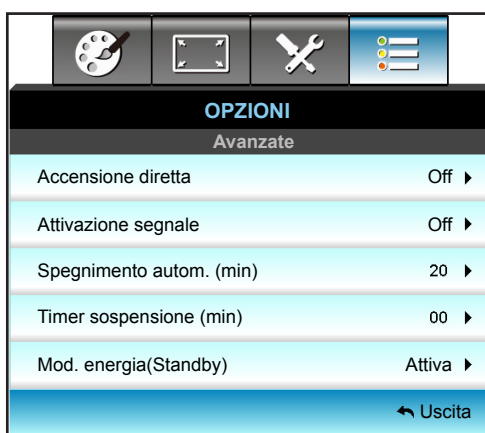 OPZIONI
Avanzate
Accensione diretta Off
Attivazione segnale Off
Spegnimento autom. (min) 20
Timer sospensione (min) 00
Mod. energia(Standby) Attiva
Uscita